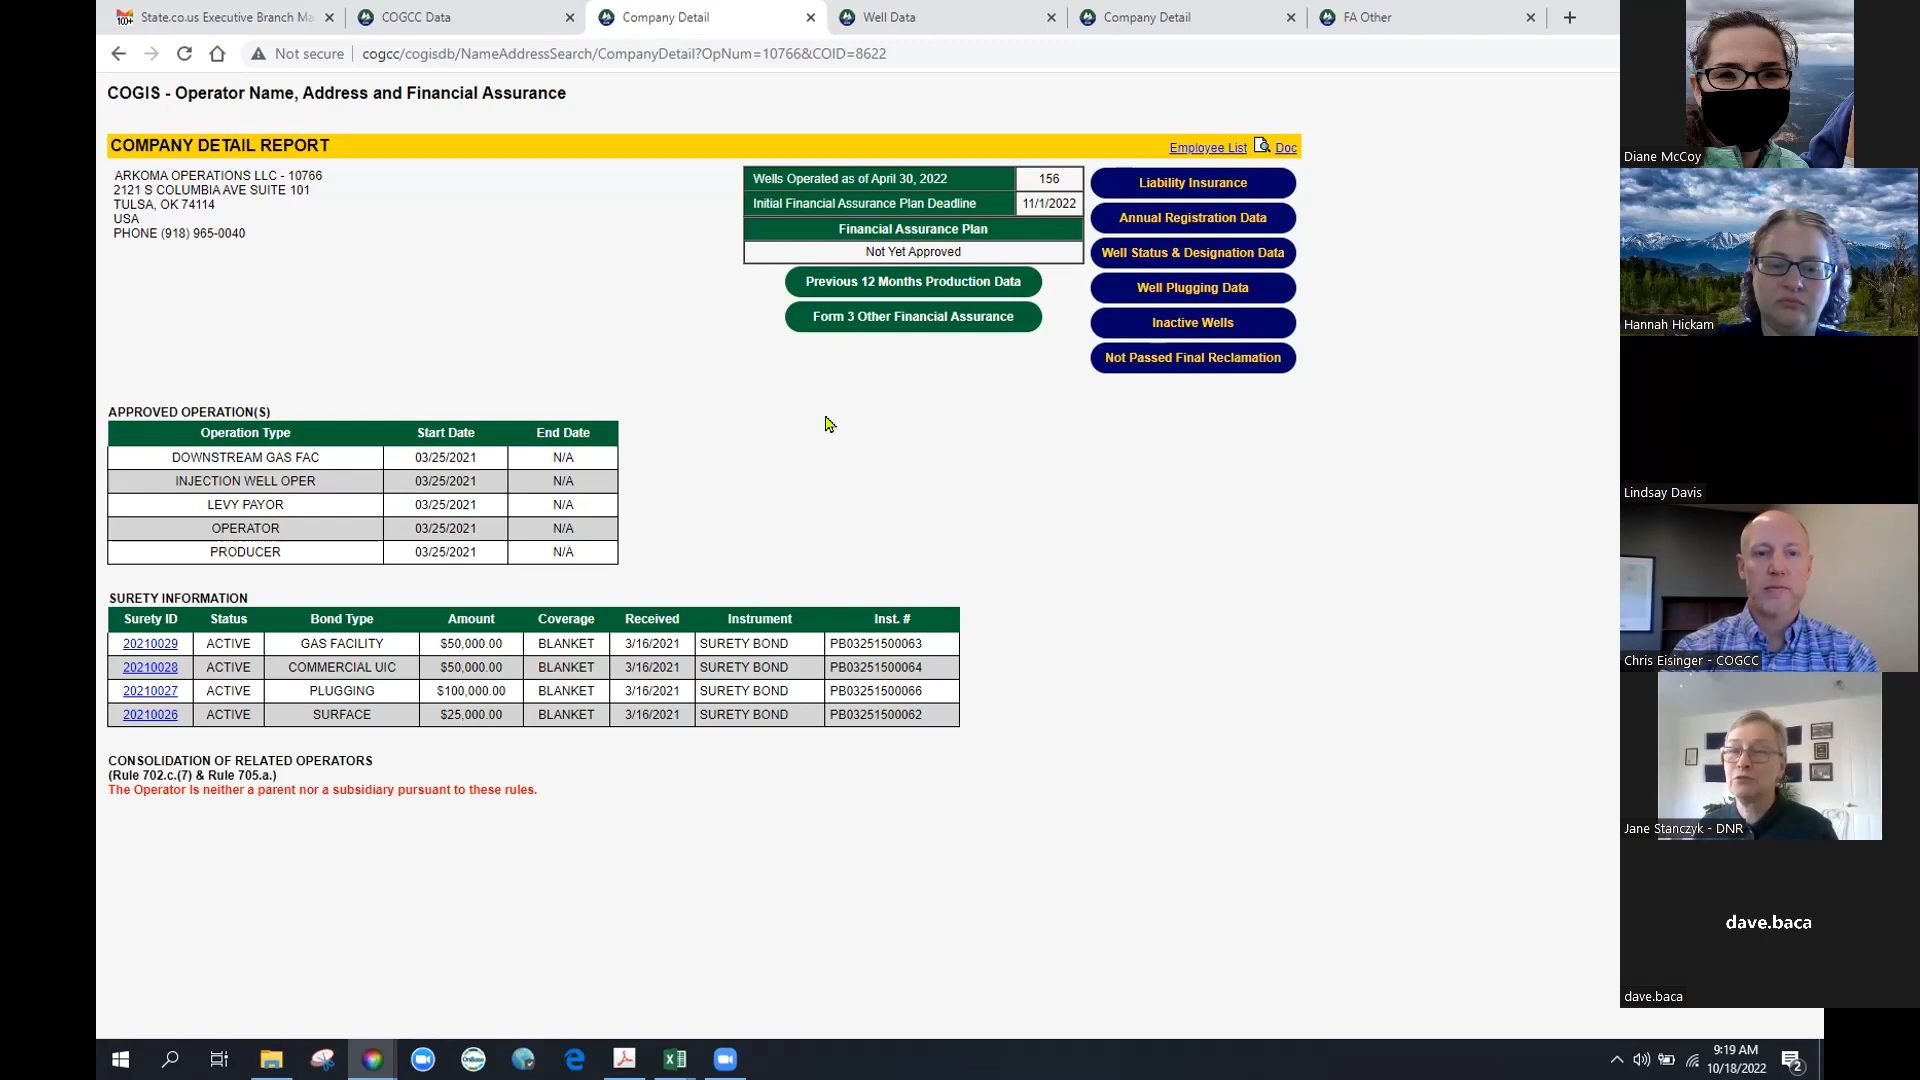 State.co.us Executive Branch Ma
COGCC Data
Company Detail
Well Data
Company Detail
FA Other
Not secure
cogcc/cogisdb/NameAddressSearch/CompanyDetail?OpNum=10766&COID=8622
COGIS - Operator Name, Address and Financial Assurance
COMPANY DETAIL REPORT
Employee List Doc
ARKOMA OPERATIONS LLC - 10766
2121 S COLUMBIA AVE SUITE 101
TULSA, OK 74114
USA
PHONE (918) 965-0040
Wells Operated as of April 30, 2022 156
Initial Financial Assurance Plan Deadline 11/1/2022
Financial Assurance Plan
Not Yet Approved
Previous 12 Months Production Data
Form 3 Other Financial Assurance
Liability Insurance
Annual Registration Data
Well Status & Designation Data
Well Plugging Data
Inactive Wells
Not Passed Final Reclamation
APPROVED OPERATION(S)
Operation Type Start Date End Date
DOWNSTREAM GAS FAC 03/25/2021 N/A
INJECTION WELL OPER 03/25/2021 N/A
LEVY PAYOR 03/25/2021 N/A
OPERATOR 03/25/2021 N/A
PRODUCER 03/25/2021 N/A
SURETY INFORMATION
Surety ID Status Bond Type Amount Coverage Received Instrument Inst. #
20210029 ACTIVE GAS FACILITY $50,000.00 BLANKET 3/16/2021 SURETY BOND PB03251500063
20210028 ACTIVE COMMERCIAL UIC $50,000.00 BLANKET 3/16/2021 SURETY BOND PB03251500064
20210027 ACTIVE PLUGGING $100,000.00 BLANKET 3/16/2021 SURETY BOND PB03251500066
20210026 ACTIVE SURFACE $25,000.00 BLANKET 3/16/2021 SURETY BOND PB03251500062
CONSOLIDATION OF RELATED OPERATORS
(Rule 702.c.(7) & Rule 705.a.)
The Operator Is neither a parent nor a subsidiary pursuant to these rules.
Diane McCoy
Hannah Hickam
Lindsay Davis
Chris Eisinger - COGCC
Jane Stanczyk - DNR
dave.baca
dave.baca
9:19 AM
10/18/2022
2